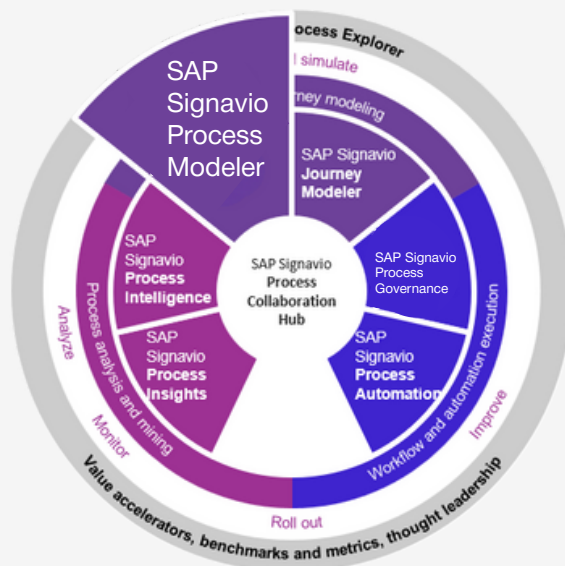 SAP
Signavio
Process
Modeler
Process Explorer
simulate
modeling
SAP Signavio
Journey
Modeler
SAP
Signavio
Process
Intelligence
SAP Signavio
Process
Collaboration
Hub
SAP Signavio
Process
Governance
SAP
Signavio
Process
Insights
SAP
Signavio
Process
Automation
Process analysis and mining
Workflow and automation execution
Analyze
Monitor
Roll out
Improve
Value accelerators, benchmarks and metrics, thought leadership